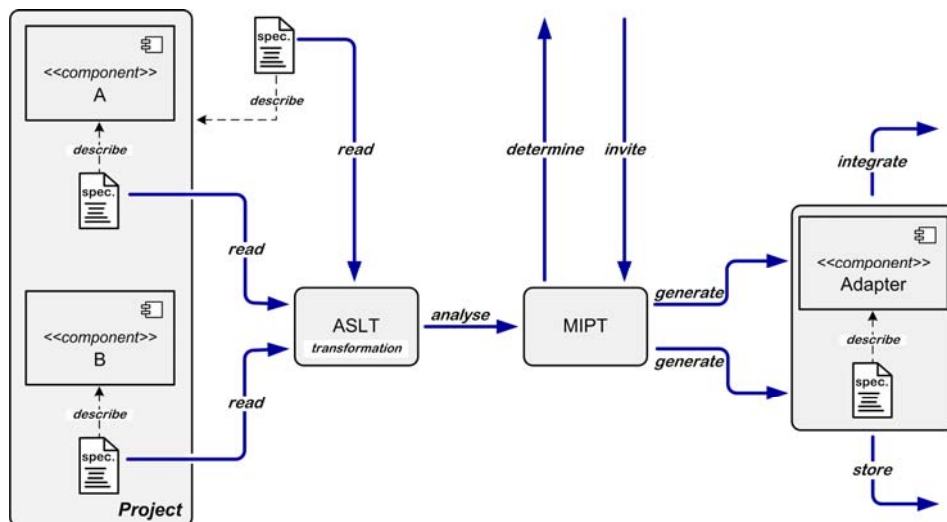 <<component>>
A
describe
spec.
read
<<component>>
B
describe
spec.
read
Project
spec.
describe
read
ASLT
transformation
analyse
determine
invite
MIPT
generate
generate
integrate
<<component>>
Adapter
describe
spec.
store